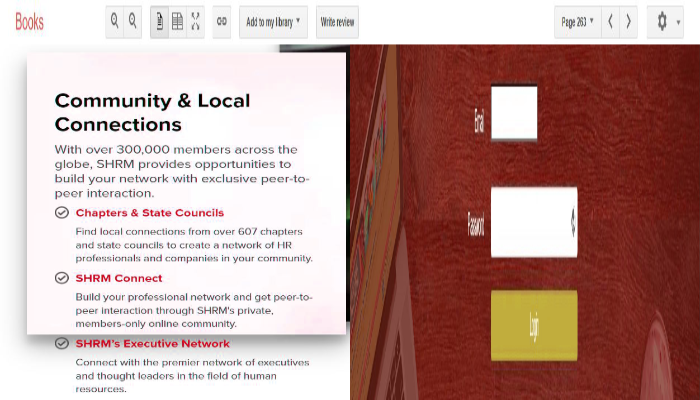 Books
Add to my library
Write review
Page 263
Community & Local
Connections
With over 300,000 members across the
globe, SHRM provides opportunities to
build your network with exclusive peer-to-
peer interaction.
Chapters & State Councils
Find local connections from over 607 chapters
and state councils to create a network of HR
professionals and companies in your community.
SHRM Connect
Build your professional network and get peer-to-
peer interaction through SHRM's private,
members-only online community.
SHRM's Executive Network
Connect with the premier network of executives
and thought leaders in the field of human
resources.
Email
Password
Login